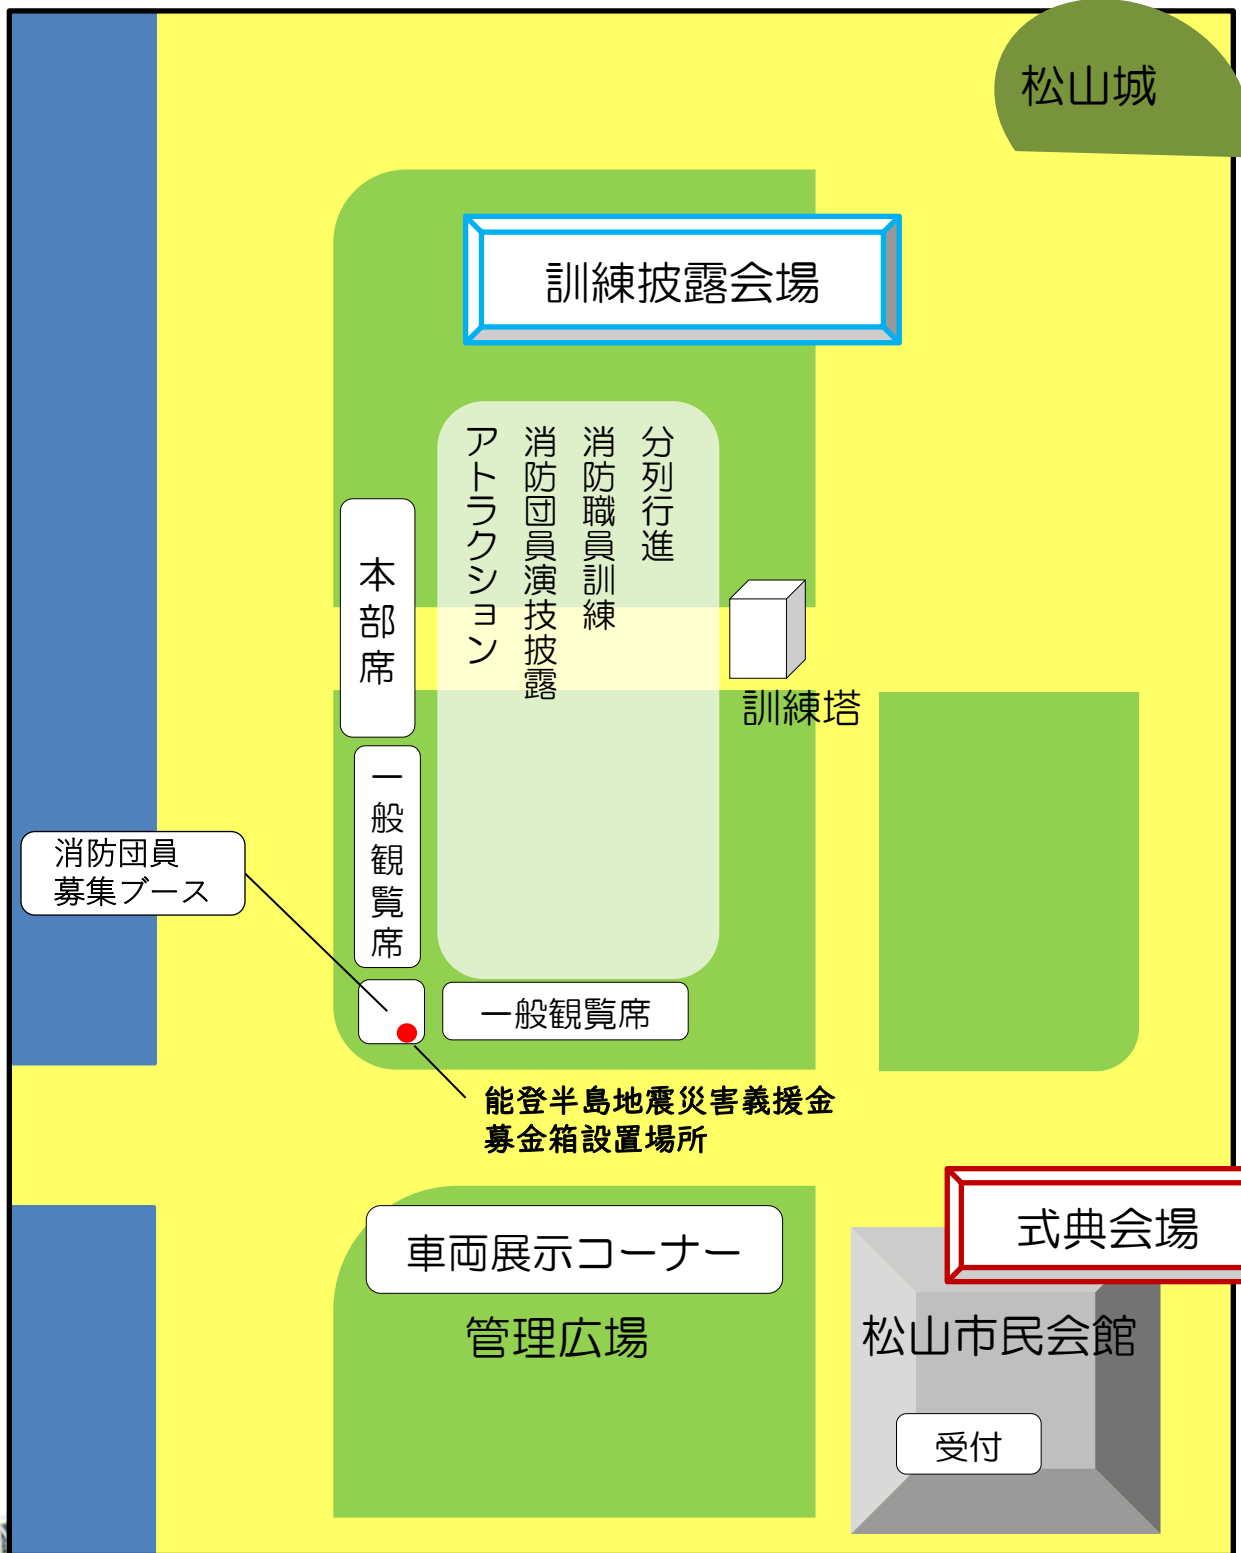 松山城
訓練披露会場
分列行進
消防職員訓練
消防団員演技披露
アトラクション
本部席
訓練塔
一般観覧席
消防団員
募集ブース
一般観覧席
能登半島地震災害義援金
募金箱設置場所
式典会場
車両展示コーナー
管理広場
松山市民会館
受付